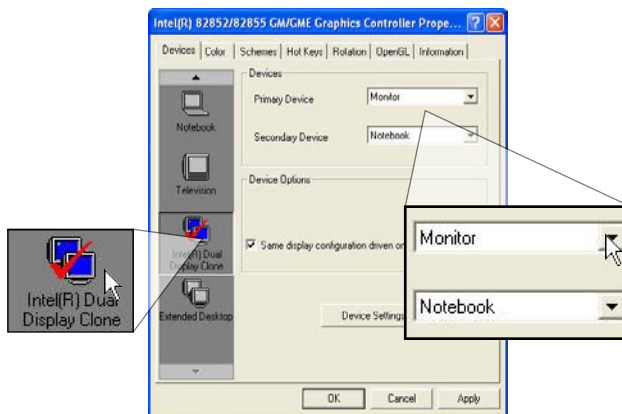 Intel(R) 82852/82855 GM/GME Graphics Controller Prope...
Devices Color Schemes Hot Keys Rotation OpenGL Information
Notebook
Television
Intel(R) Dual
Display Clone
Extended Desktop
Devices
Primary Device Monitor
Secondary Device Notebook
Device Options
Same display configuration driven
Device Settings
OK Cancel Apply
Intel(R) Dual
Display Clone
Monitor
Notebook